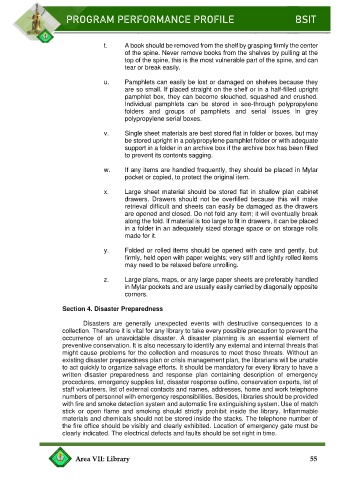 PROGRAM PERFORMANCE PROFILE BSIT
t. A book should be removed from the shelf by grasping firmly the center
of the spine. Never remove books from the shelves by pulling at the
top of the spine, this is the most vulnerable part of the spine, and can
tear or break easily.
u. Pamphlets can easily be lost or damaged on shelves because they
are so small. If placed straight on the shelf or in a half-filled upright
pamphlet box, they can become slouched, squashed and crushed.
Individual pamphlets can be stored in see-through polypropylene
folders and groups of pamphlets and serial issues in grey
polypropylene serial boxes.
v. Single sheet materials are best stored flat in folder or boxes, but may
be stored upright in a polypropylene pamphlet folder or with adequate
support in a folder in an archive box if the archive box has been filled
to prevent its contents sagging.
w. If any items are handled frequently, they should be placed in Mylar
pocket or copied, to protect the original item.
x. Large sheet material should be stored flat in shallow plan cabinet
drawers. Drawers should not be overfilled because this will make
retrieval difficult and sheets can easily be damaged as the drawers
are opened and closed. Do not fold any item; it will eventually break
along the fold. If material is too large to fit in drawers, it can be placed
in a folder in an adequately sized storage space or on storage rolls
made for it.
y. Folded or rolled items should be opened with care and gently, but
firmly, held open with paper weights; very stiff and tightly rolled items
may need to be relaxed before unrolling.
z. Large plans, maps, or any large paper sheets are preferably handled
in Mylar pockets and are usually easily carried by diagonally opposite
corners.
Section 4. Disaster Preparedness
Disasters are generally unexpected events with destructive consequences to a
collection. Therefore it is vital for any library to take every possible precaution to prevent the
occurrence of an unavoidable disaster. A disaster planning is an essential element of
preventive conservation. It is also necessary to identify any external and internal threats that
might cause problems for the collection and measures to meet those threats. Without an
existing disaster preparedness plan or crisis management plan, the librarians will be unable
to act quickly to organize salvage efforts. It should be mandatory for every library to have a
written disaster preparedness and response plan containing description of emergency
procedures, emergency supplies list, disaster response outline, conservation experts, list of
staff volunteers, list of external contacts and names, addresses, home and work telephone
numbers of personnel with emergency responsibilities. Besides, libraries should be provided
with fire and smoke detection system and automatic fire extinguishing system. Use of match
stick or open flame and smoking should strictly prohibit inside the library. Inflammable
materials and chemicals should not be stored inside the stacks. The telephone number of
the fire office should be visibly and clearly exhibited. Location of emergency gate must be
clearly indicated. The electrical defects and faults should be set right in time.
Area VII: Library 55